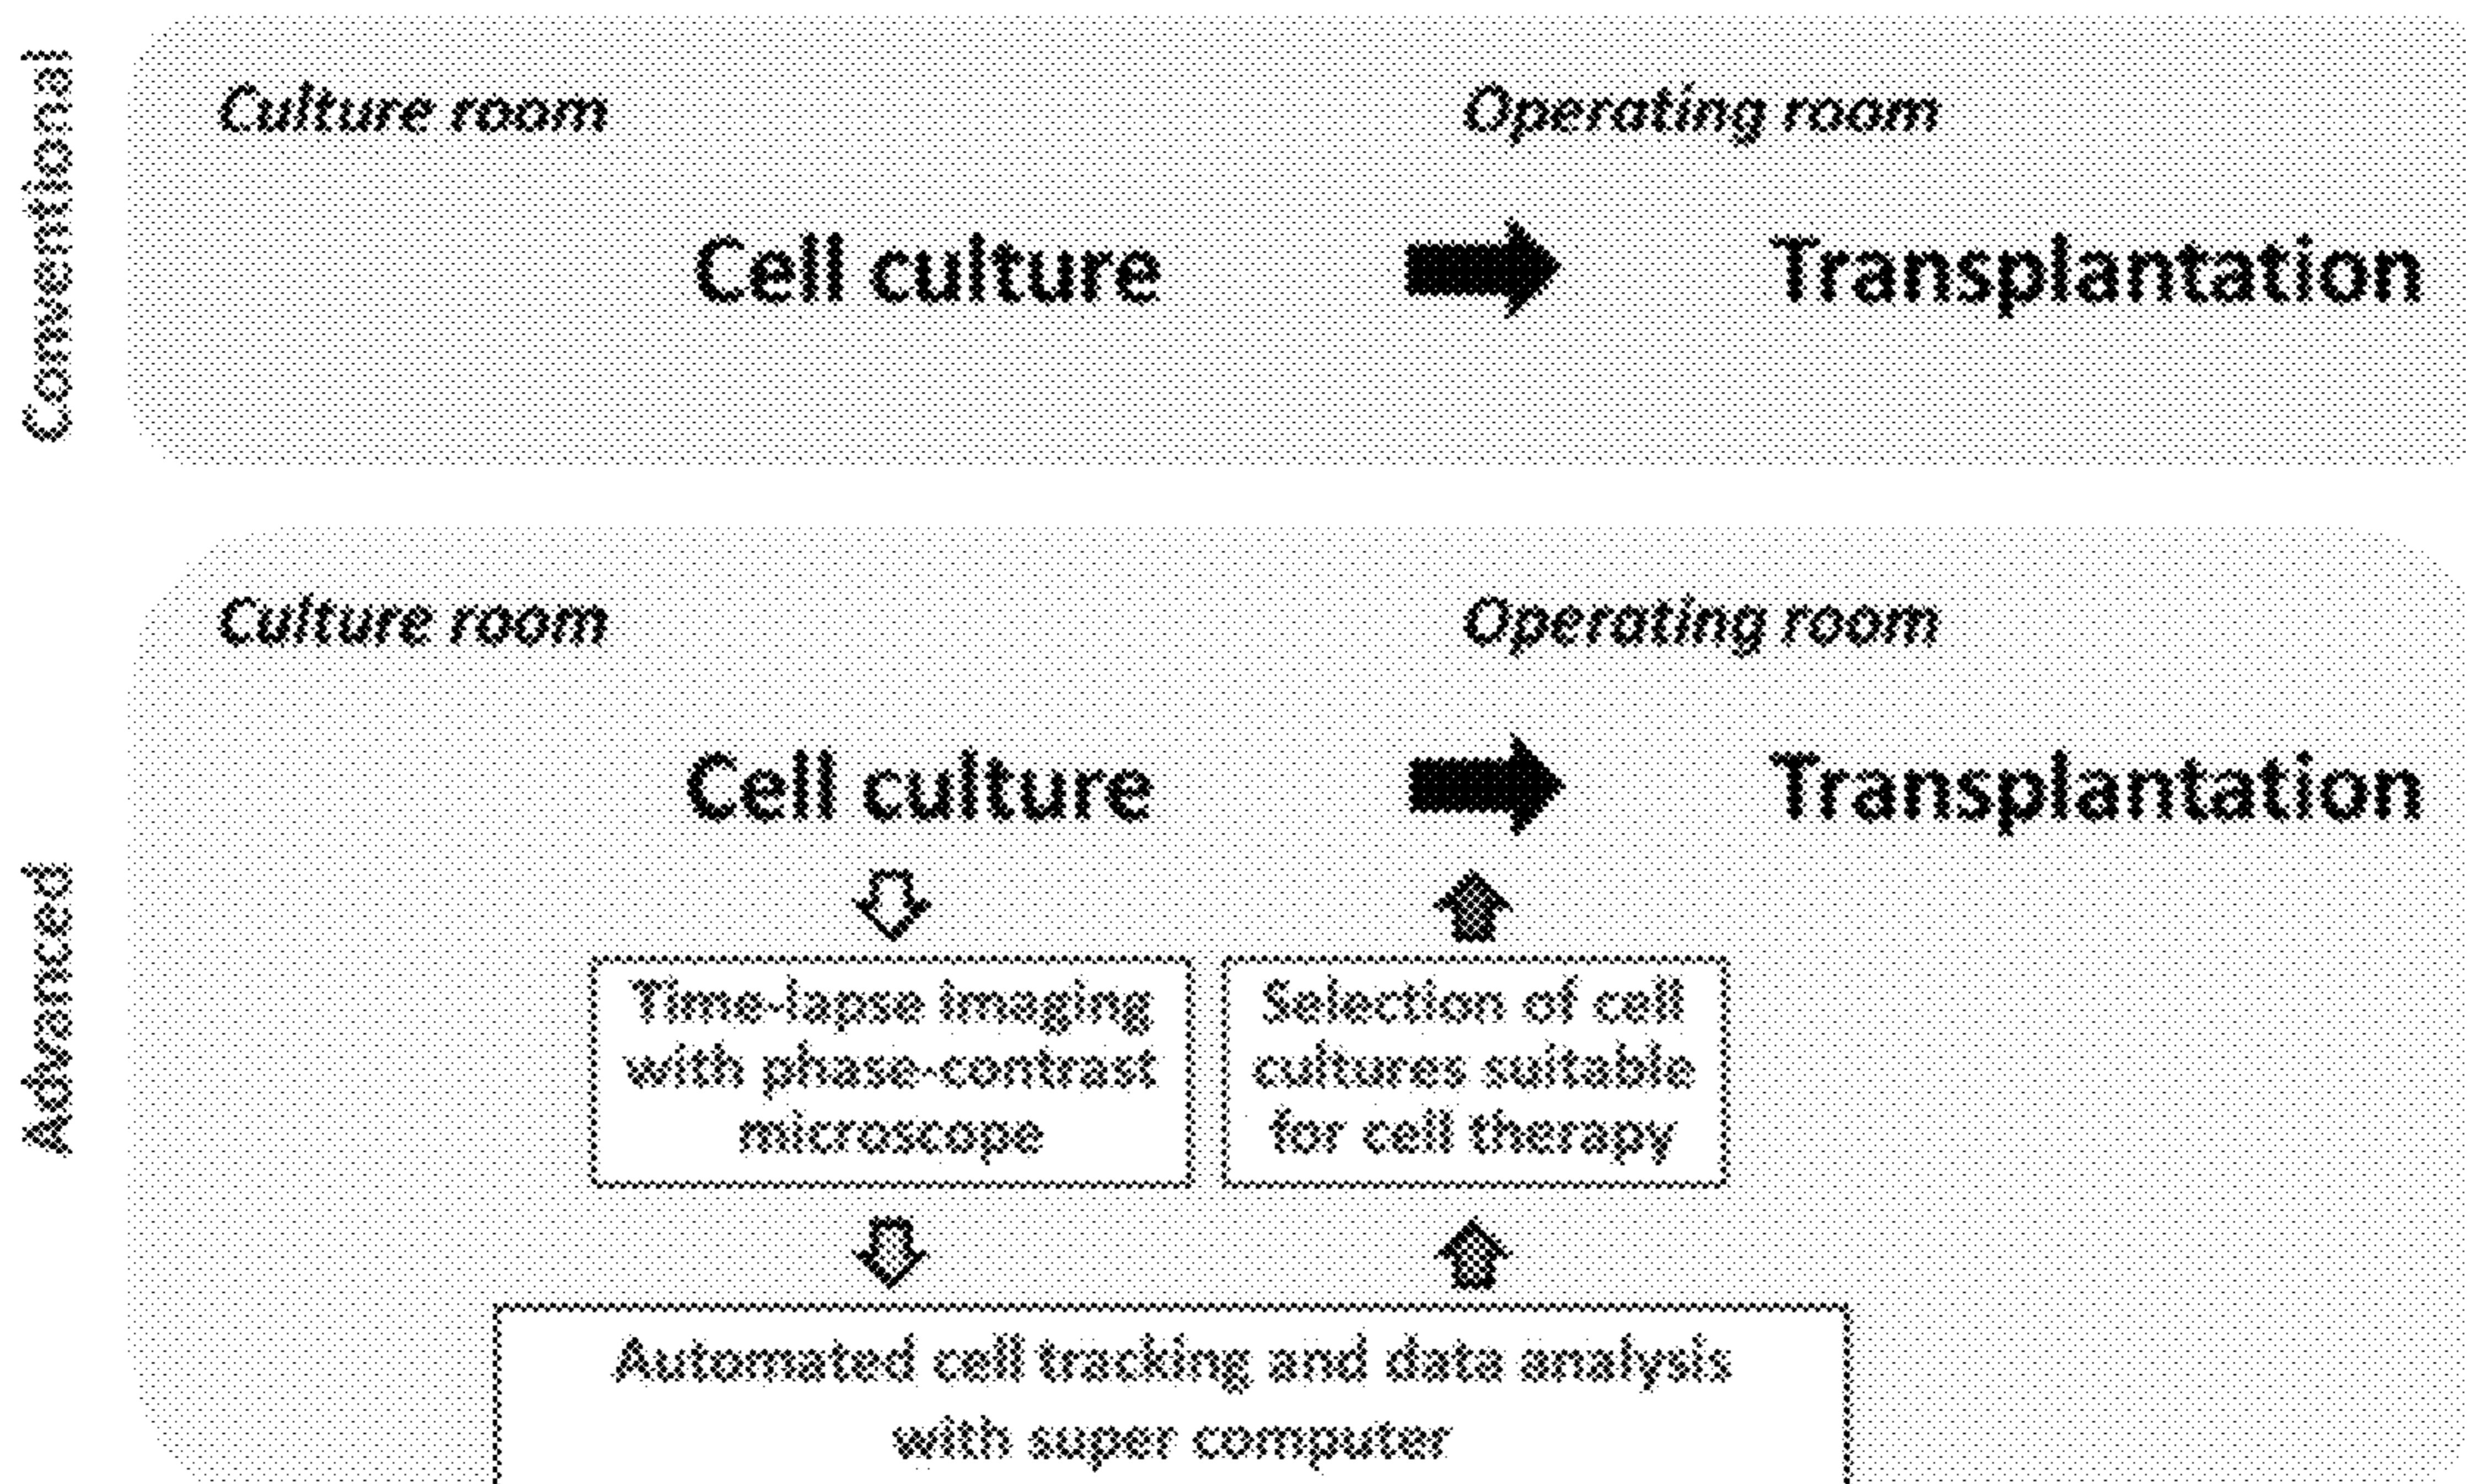 Conventional
Culture room
Operating room
Cell culture
Transplantation
Advanced
Culture room
Operating room
Cell culture
Transplantation
Time-lapse imaging
with phase-contrast
microscope
Selection of cell
cultures suitable
for cell therapy
Automated cell tracking and data analysis
with super computer